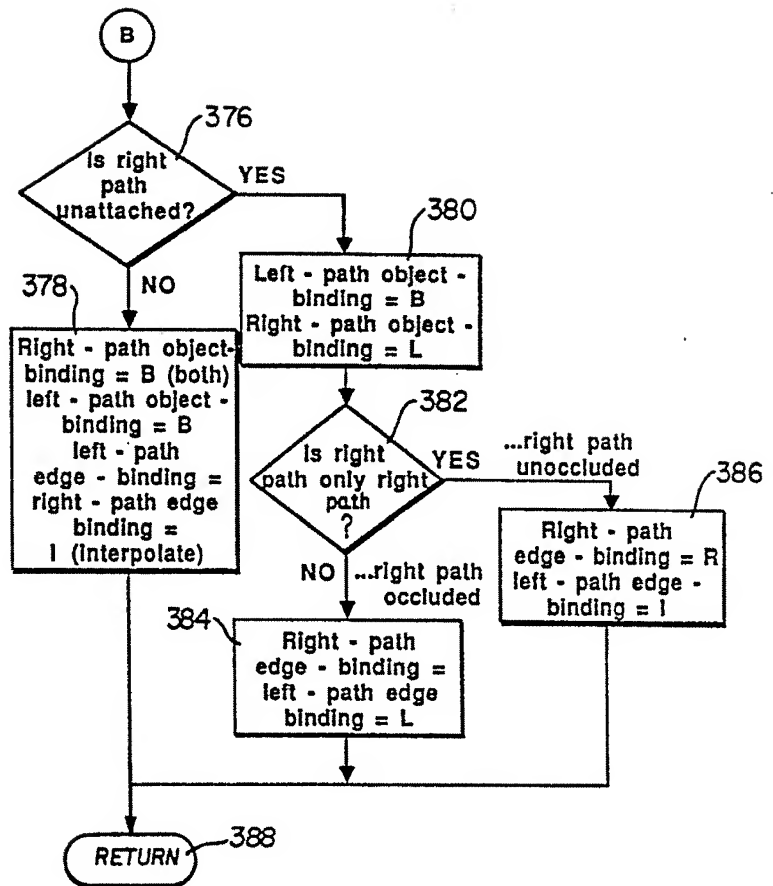 B
376
Is right
path
unattached?
YES
NO
380
Left - path object -
binding = B
Right - path object -
binding = L
378
Right - path object-
binding = B (both)
left - path object -
binding = B
left - path
edge - binding =
right - path edge
binding =
I (interpolate)
382
Is right
path only right
path
?
YES
...right path
unoccluded
386
Right - path
edge - binding = R
left - path edge -
binding = I
NO
...right path
occluded
384
Right - path
edge - binding =
left - path edge
binding = L
RETURN
388